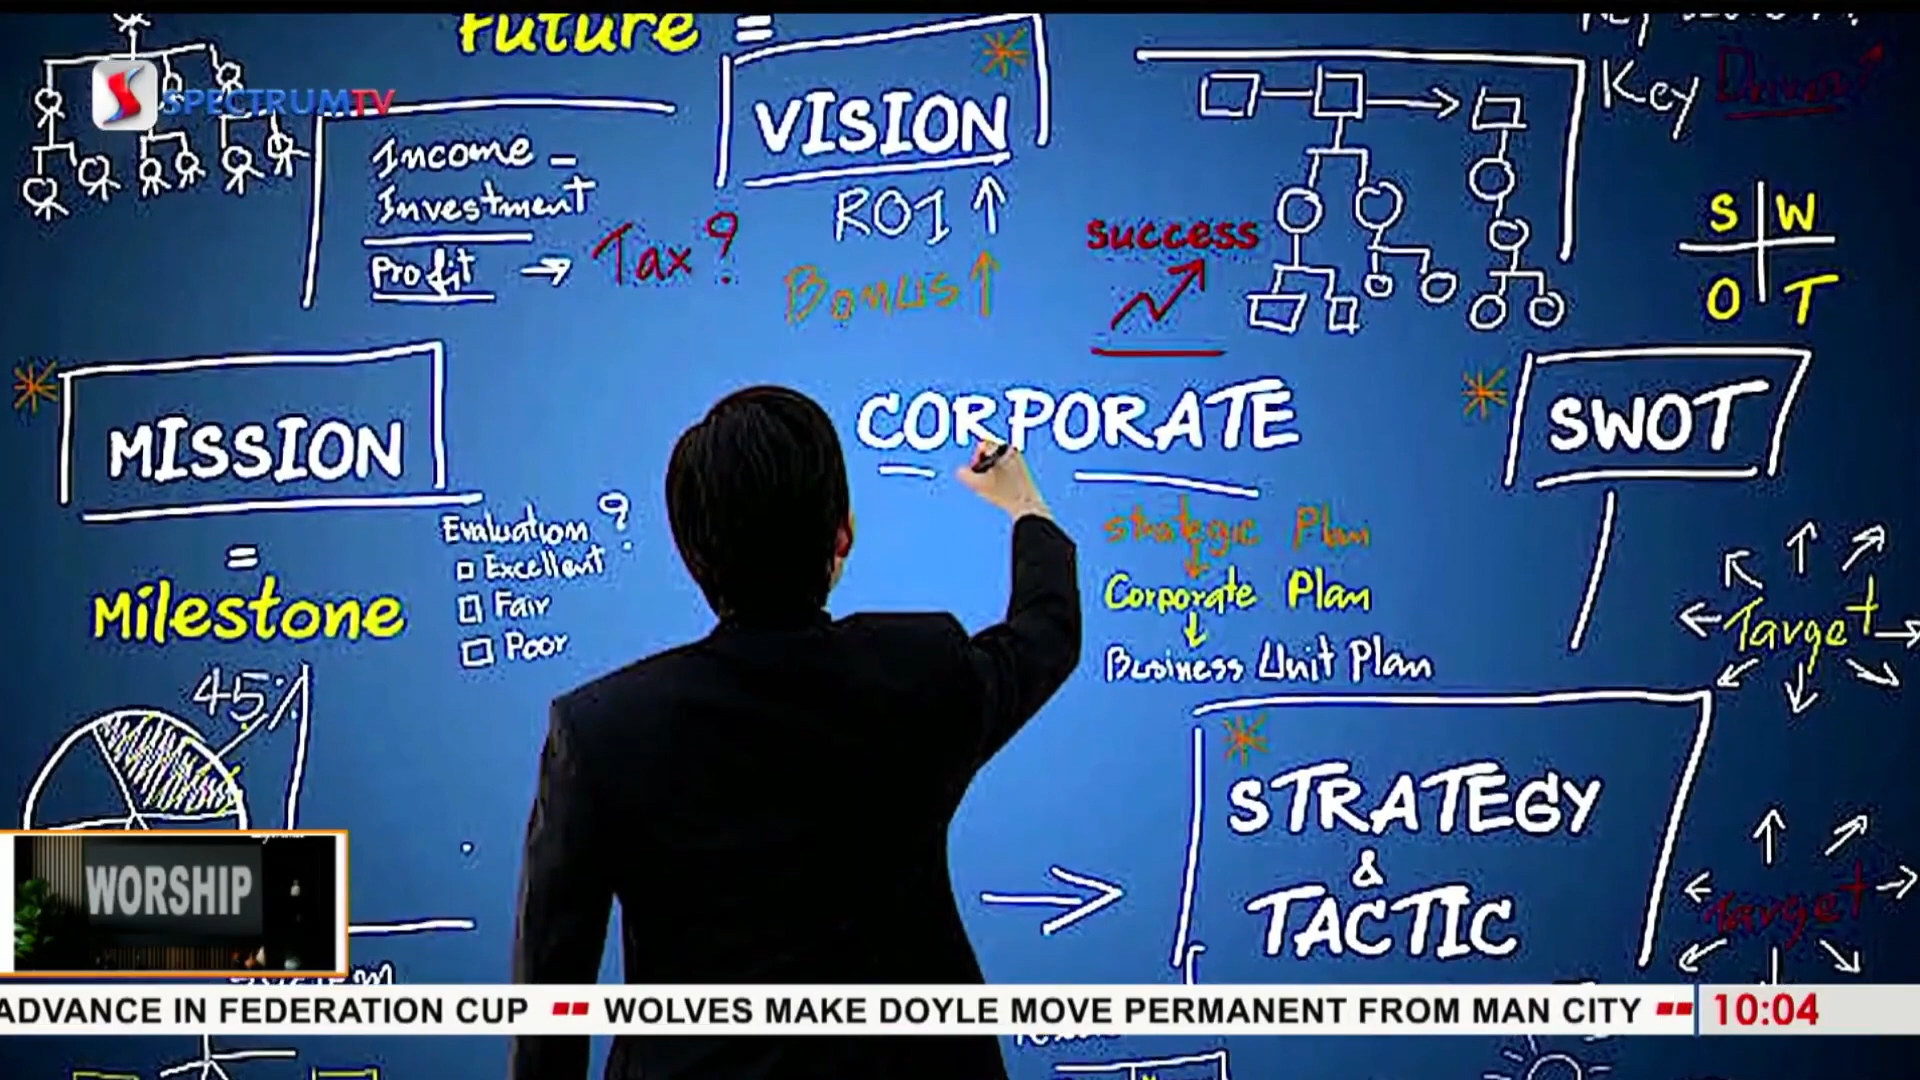 Future =
SPECTRUMTV
VISION
Key
Driver
Income -
Investment
Profit → Tax?
ROI ↑
Bonus ↑
success
S W
O T
MISSION
CORPORATE
SWOT
=
Milestone
Evaluation ?
Excellent
Fair
Poor
strategic Plan
Corporate Plan
Business Unit Plan
Target
45%
STRATEGY
&
TACTIC
Target
WORSHIP
ADVANCE IN FEDERATION CUP -- WOLVES MAKE DOYLE MOVE PERMANENT FROM MAN CITY --
10:04